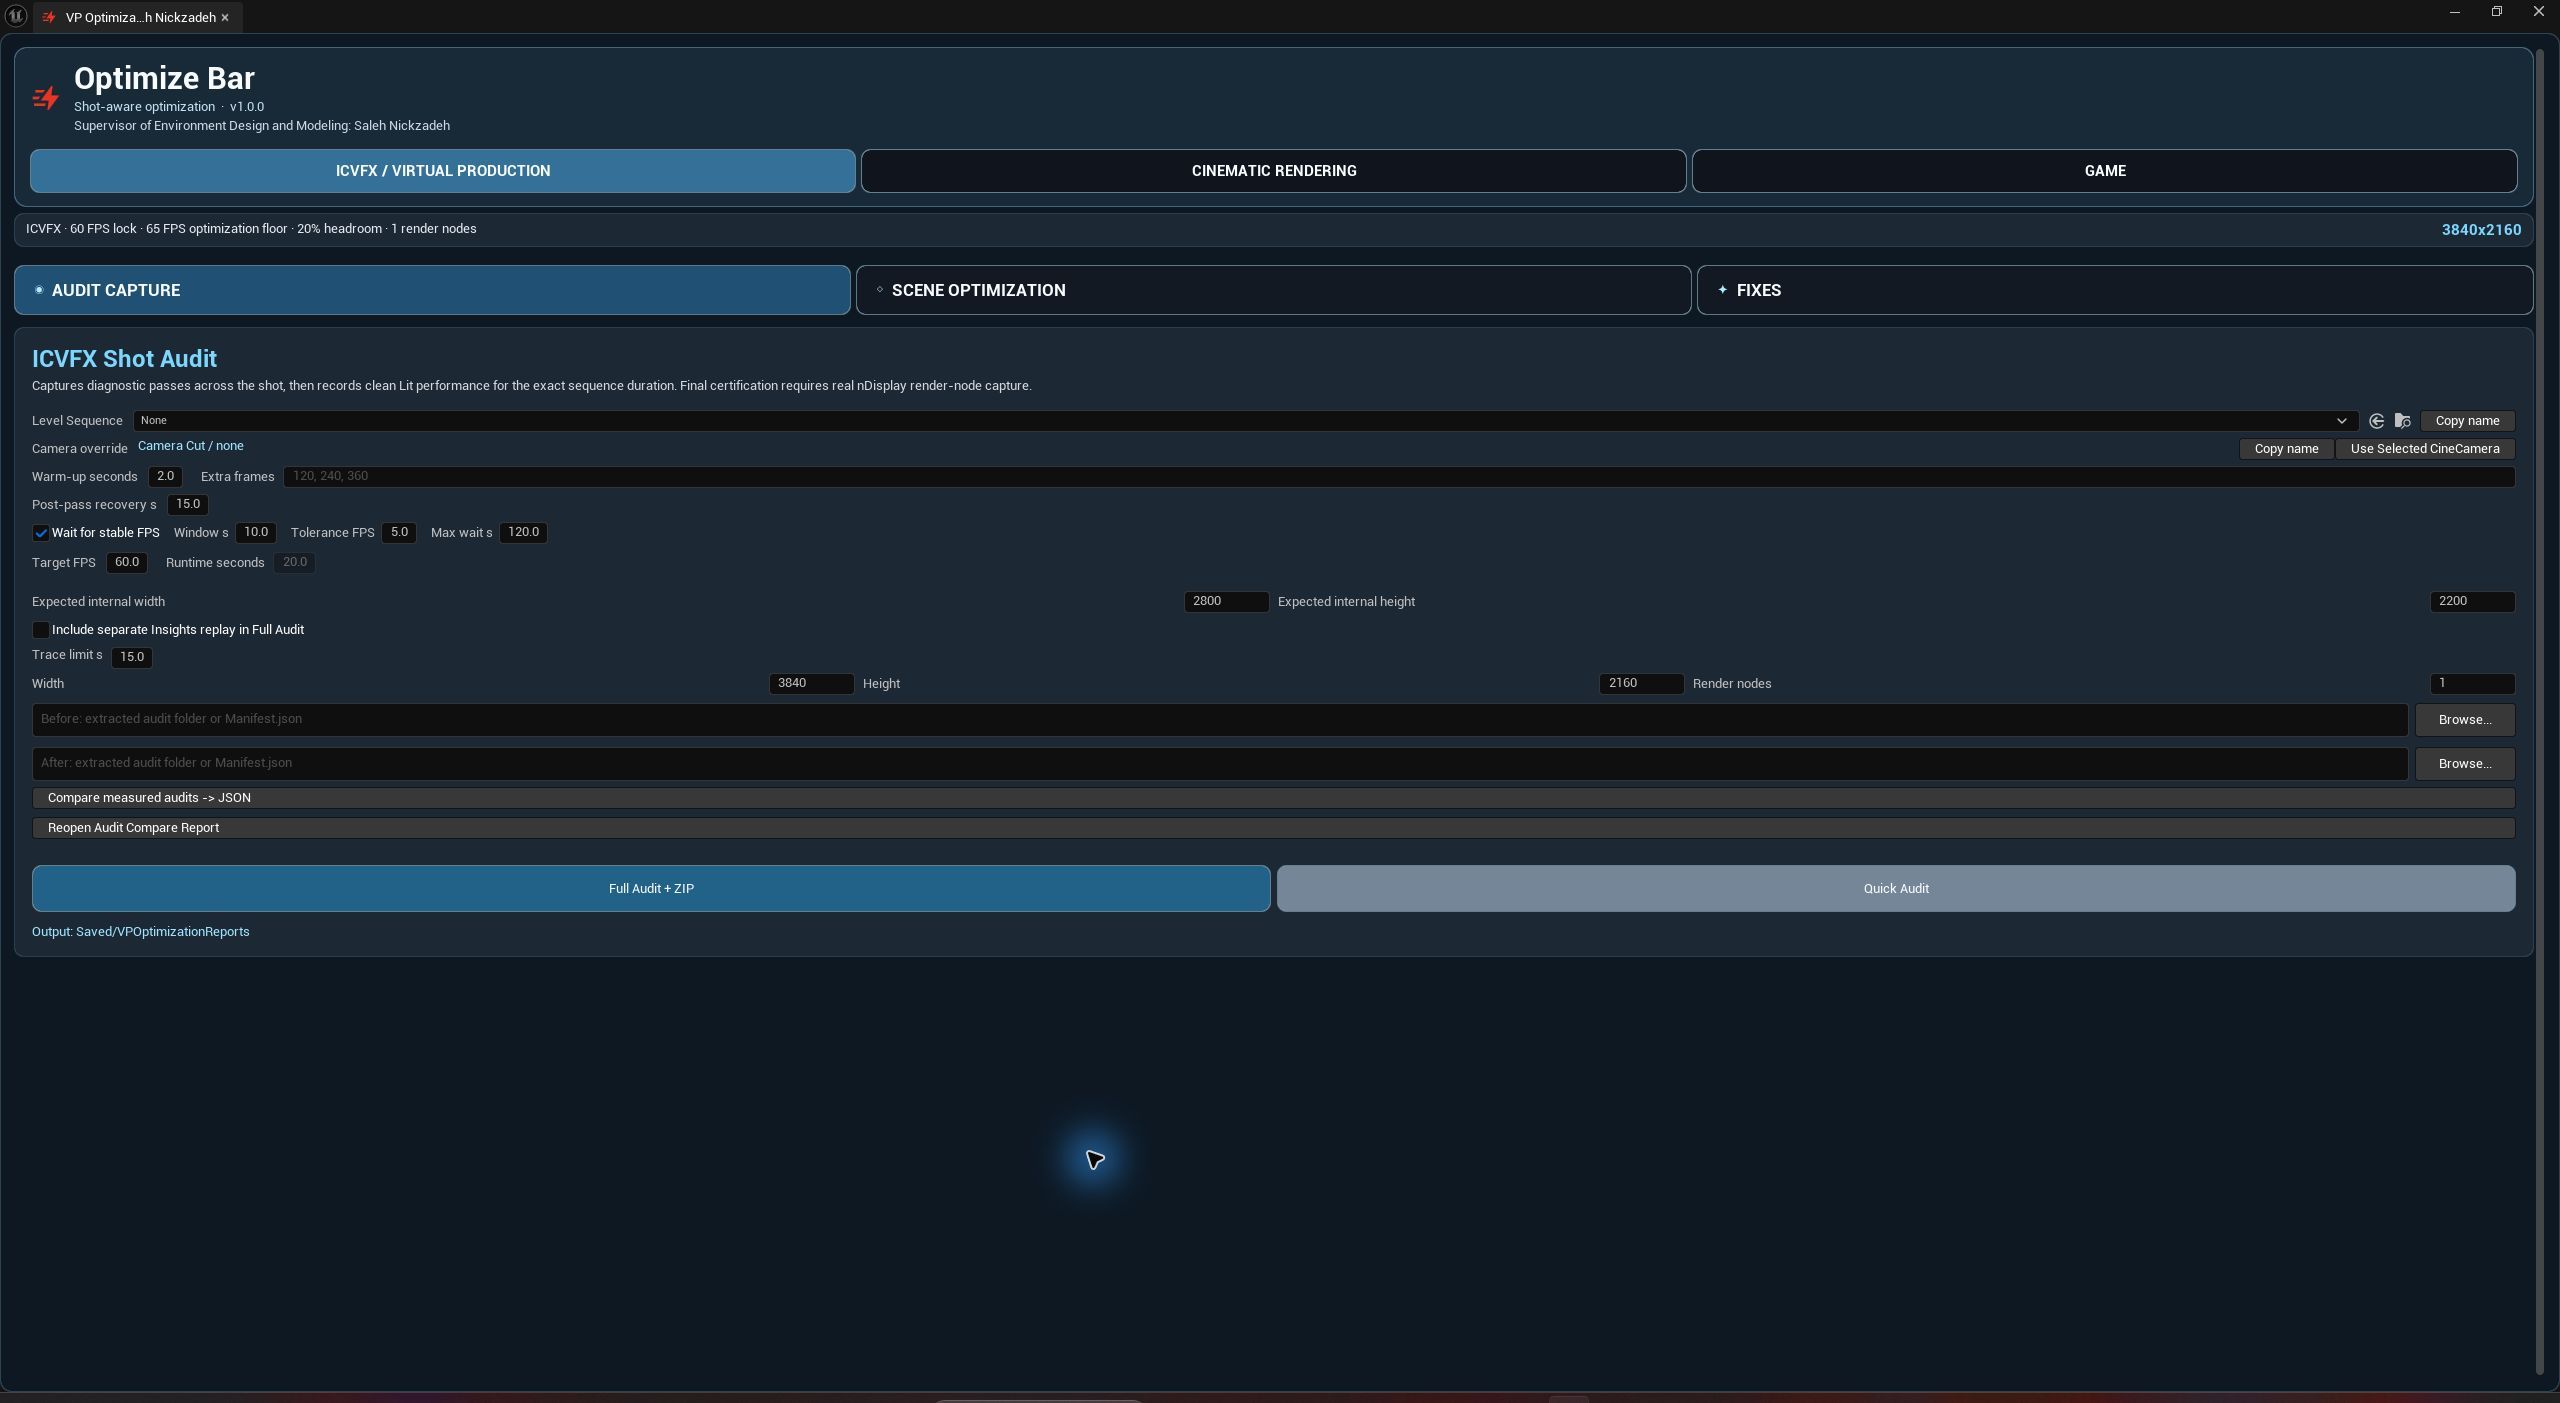 VP Optimiza...h Nickzadeh
Optimize Bar
Shot-aware optimization · v1.0.0
Supervisor of Environment Design and Modeling: Saleh Nickzadeh
ICVFX / VIRTUAL PRODUCTION
CINEMATIC RENDERING
GAME
ICVFX · 60 FPS lock · 65 FPS optimization floor · 20% headroom · 1 render nodes
3840x2160
AUDIT CAPTURE
SCENE OPTIMIZATION
FIXES
ICVFX Shot Audit
Captures diagnostic passes across the shot, then records clean Lit performance for the exact sequence duration. Final certification requires real nDisplay render-node capture.
Level Sequence None Copy name
Camera override Camera Cut / none Copy name Use Selected CineCamera
Warm-up seconds 2.0 Extra frames 120, 240, 360
Post-pass recovery s 15.0
Wait for stable FPS Window s 10.0 Tolerance FPS 5.0 Max wait s 120.0
Target FPS 60.0 Runtime seconds 20.0
Expected internal width 2800 Expected internal height 2200
Include separate Insights replay in Full Audit
Trace limit s 15.0
Width 3840 Height 2160 Render nodes 1
Before: extracted audit folder or Manifest.json Browse...
After: extracted audit folder or Manifest.json Browse...
Compare measured audits -> JSON
Reopen Audit Compare Report
Full Audit + ZIP
Quick Audit
Output: Saved/VPOptimizationReports